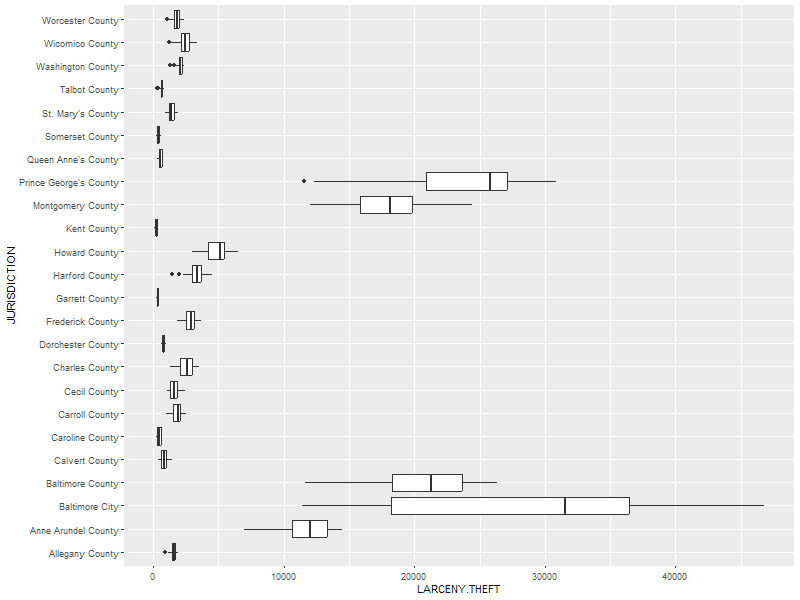 Worcester County
Wicomico County
Washington County
Talbot County
St. Mary's County
Somerset County
Queen Anne's County
Prince George's County
Montgomery County
Kent County
Howard County
Harford County
Garrett County
Frederick County
Dorchester County
Charles County
Cecil County
Carroll County
Caroline County
Calvert County
Baltimore County
Baltimore City
Anne Arundel County
Allegany County
JURISDICTION
0 10000 20000 30000 40000
LARCENY.THEFT